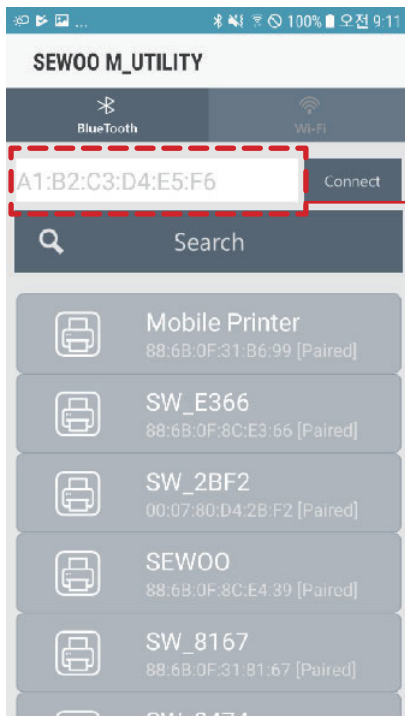 ... 100% 오전 9:11
SEWOO M_UTILITY
BlueTooth
Wi-Fi
A1:B2:C3:D4:E5:F6
Connect
Search
Mobile Printer
88:6B:0F:31:B6:99 [Paired]
SW_E366
88:6B:0F:8C:E3:66 [Paired]
SW_2BF2
00:07:80:D4:2B:F2 [Paired]
SEWOO
88:6B:0F:8C:E4:39 [Paired]
SW_8167
88:6B:0F:31:81:67 [Paired]